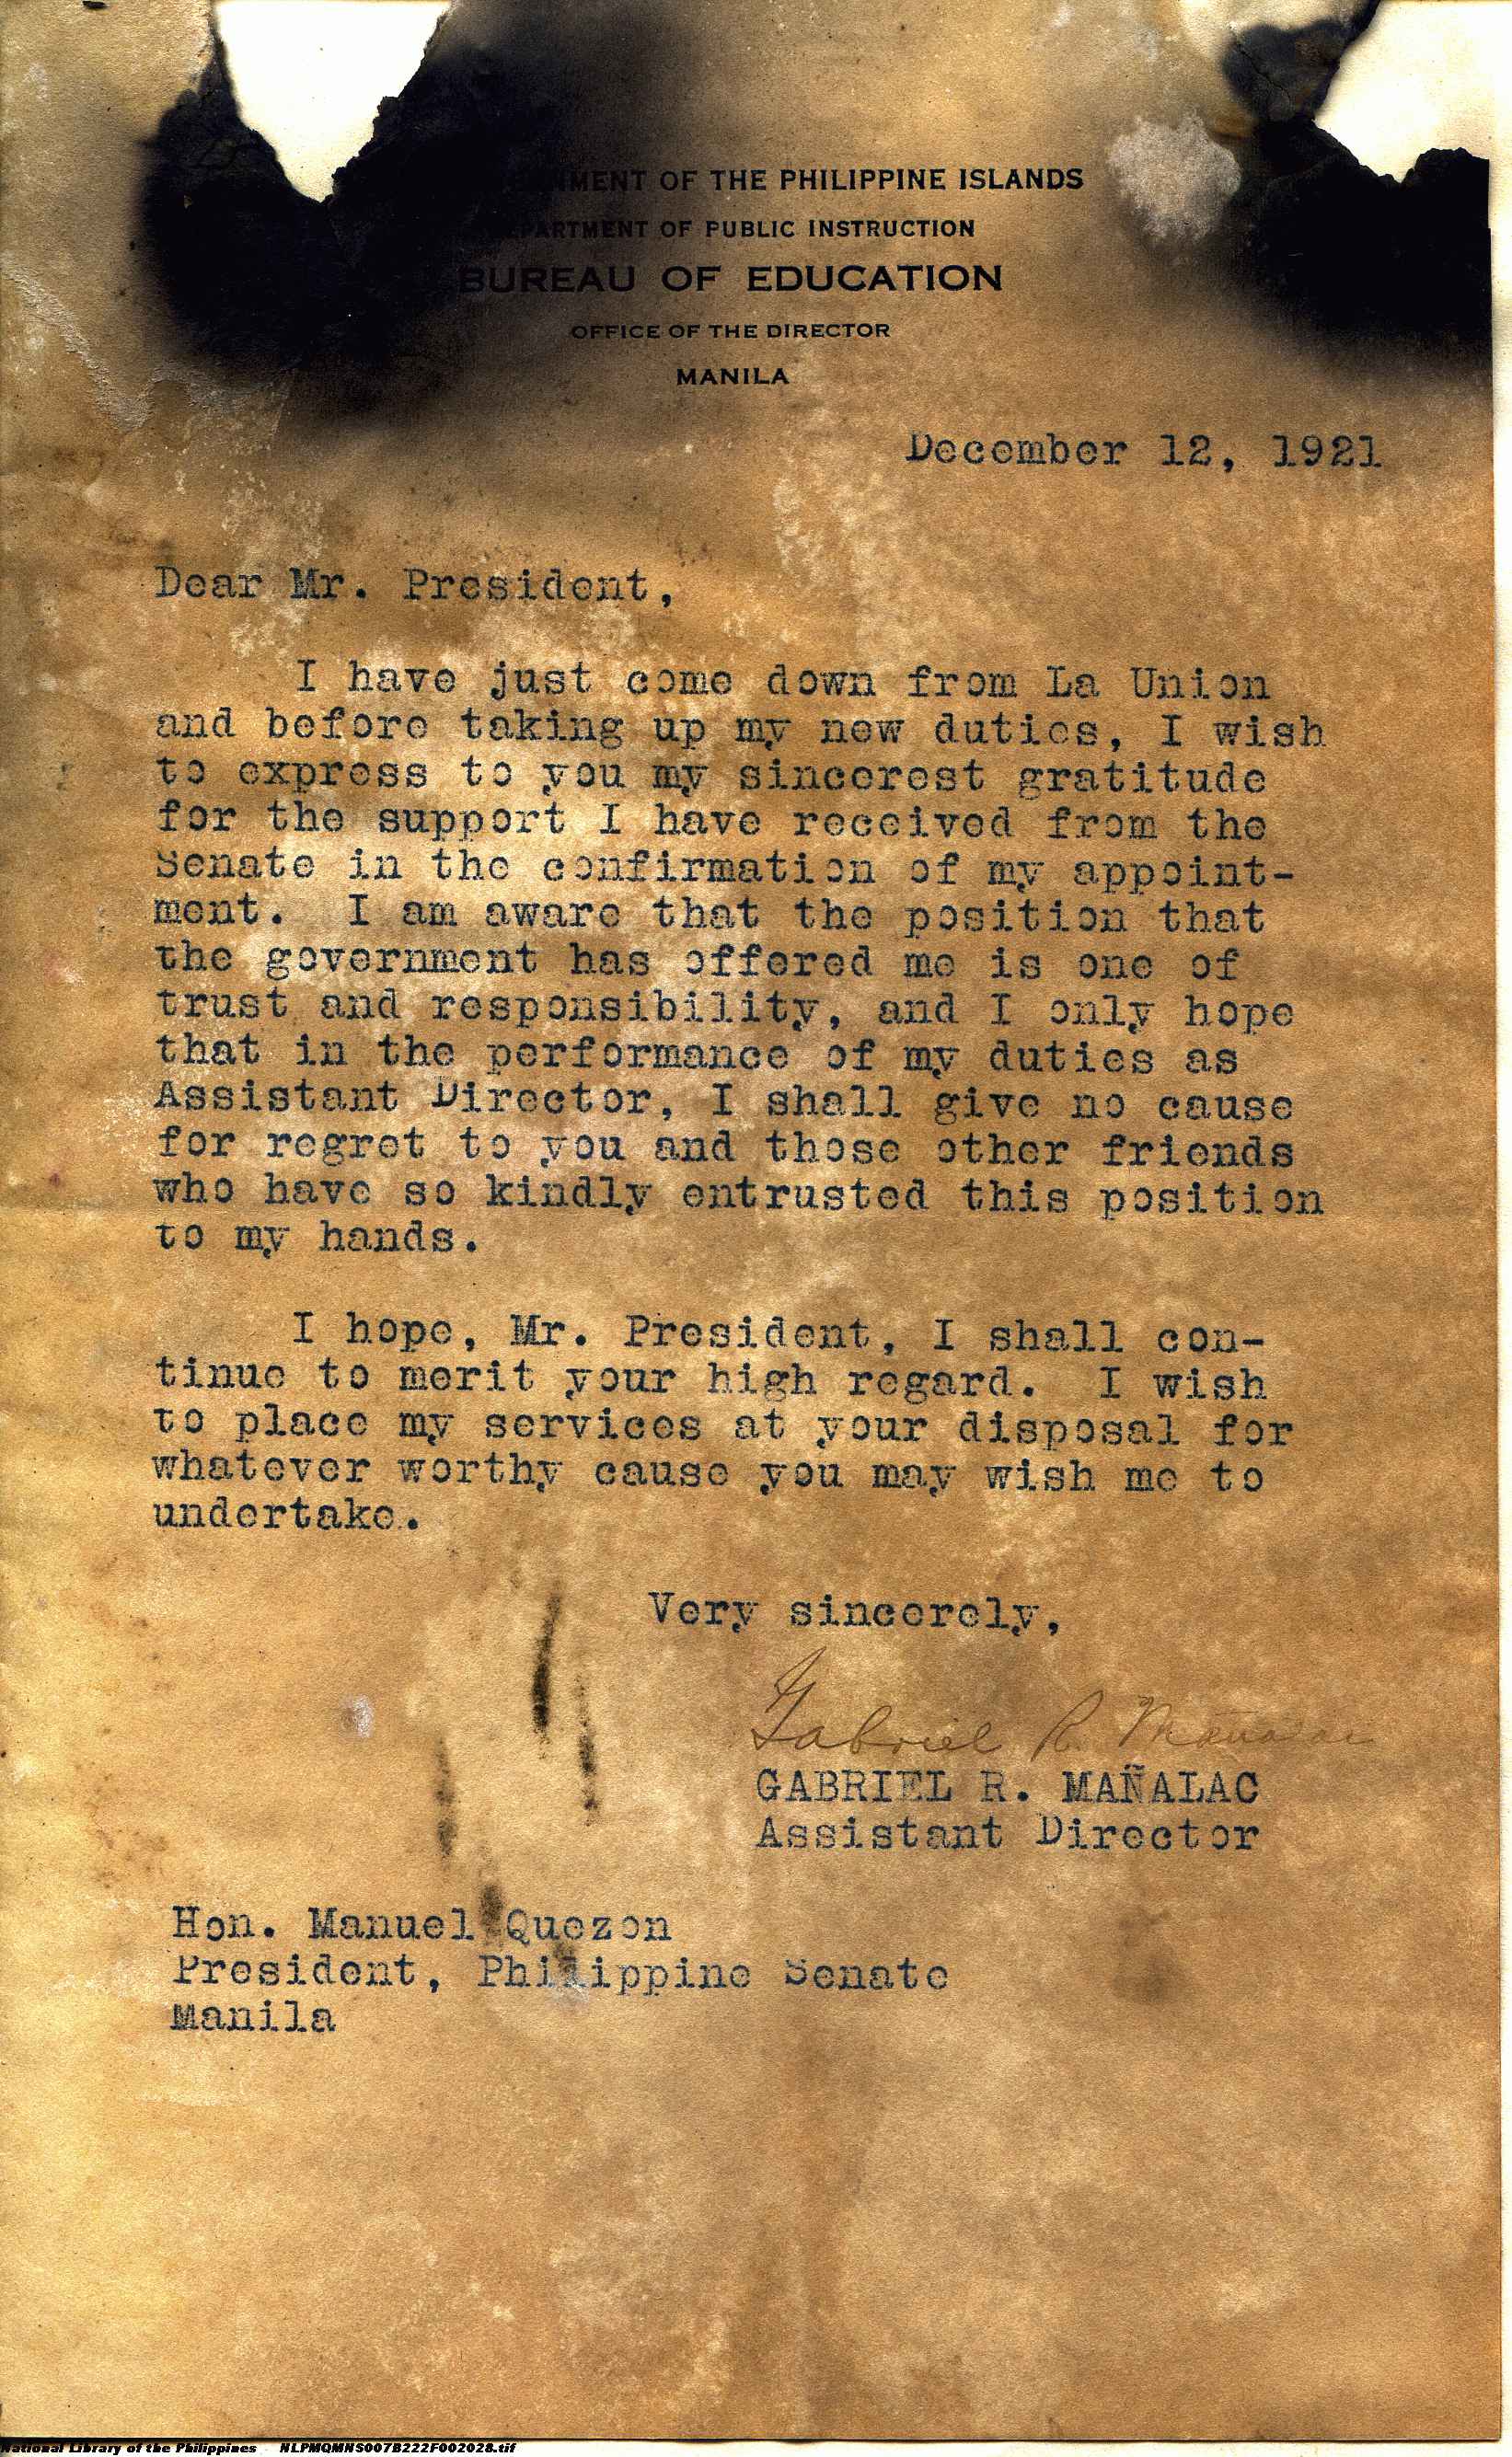 OF THE PHILIPPINE ISLANDS
DEPARTMENT OF PUBLIC INSTRUCTION
BUREAU OF EDUCATION
OFFICE OF THE DIRECTOR
MANILA
December 12, 1921
Dear Mr. President,
I have just come down from La Union
and before taking up my new duties, I wish
to express to you my sincerest gratitude
for the support I have received from the
Senate in the confirmation of my appoint-
ment. I am aware that the position that
the government has offered me is one of
trust and responsibility, and I only hope
that in the performance of my duties as
Assistant Director, I shall give no cause
for regret to you and those other friends
who have so kindly entrusted this position
to my hands.
I hope, Mr. President, I shall con-
tinue to merit your high regard. I wish
to place my services at your disposal for
whatever worthy cause you may wish me to
undertake.
Very sincerely,
Gabriel R. Mañalac
GABRIEL R. MAÑALAC
Assistant Director
Hon. Manuel Quezon
President, Philippine Senate
Manila
National Library of the Philippines NLPMQMNS007B222F002028.tif